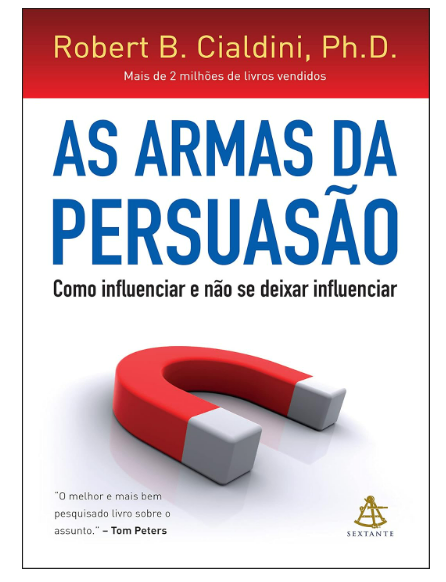 Robert B. Cialdini, Ph.D.
Mais de 2 milhões de livros vendidos
AS ARMAS DA
PERSUASÃO
Como influenciar e não se deixar influenciar
"O melhor e mais bem
pesquisado livro sobre o
assunto." – Tom Peters
SEXTANTE